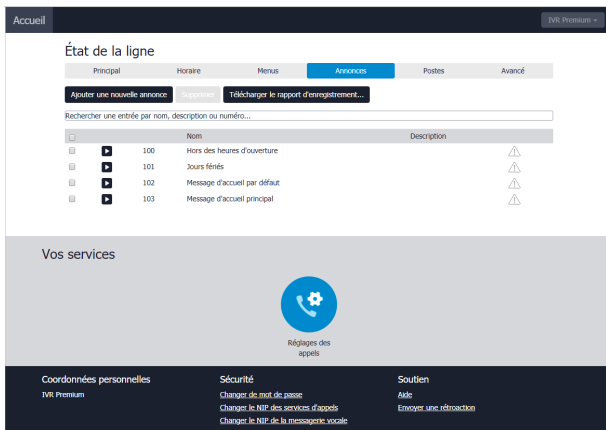 Accueil
IVR Premium
État de la ligne
Principal Horaire Menus Annonces Postes Avancé
Ajouter une nouvelle annonce Supprimer Télécharger le rapport d'enregistrement...
Rechercher une entrée par nom, description ou numéro...
Nom Description
100 Hors des heures d'ouverture
101 Jours fériés
102 Message d'accueil par défaut
103 Message d'accueil principal
Vos services
Réglages des
appels
Coordonnées personnelles Sécurité Soutien
IVR Premium Changer de mot de passe Aide
Changer le NIP des services d'appels Envoyer une rétroaction
Changer le NIP de la messagerie vocale